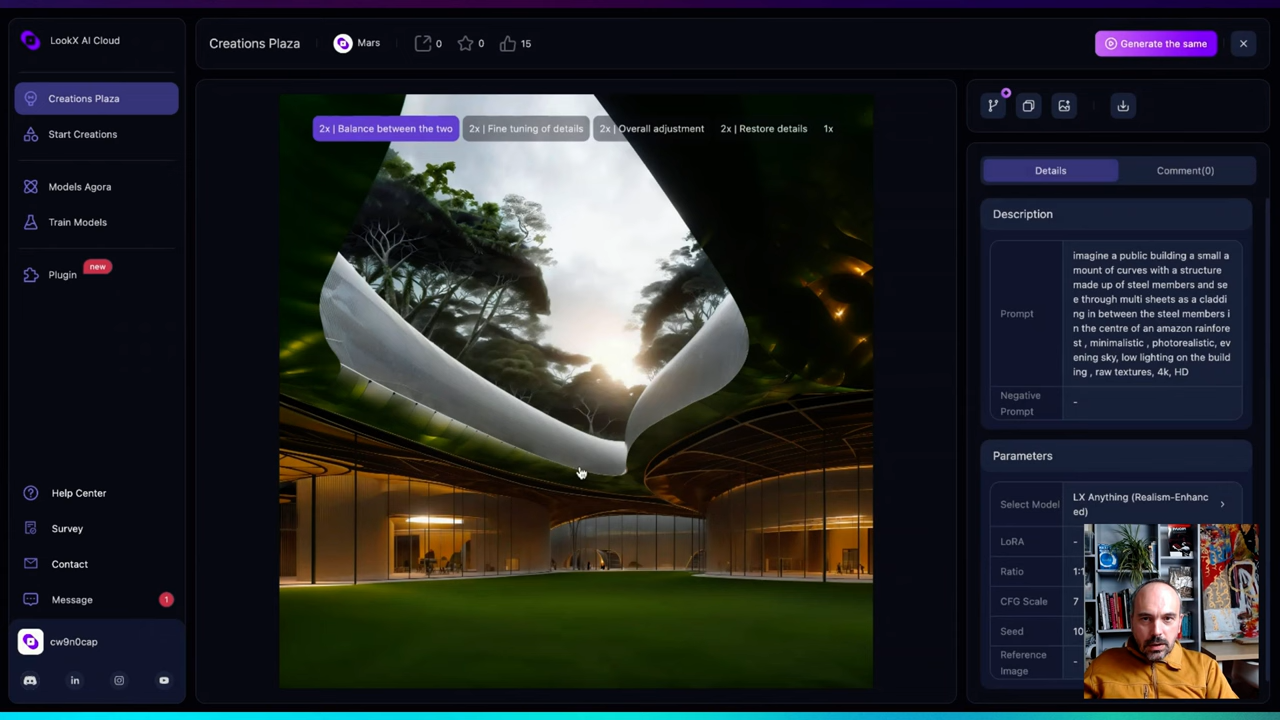 LookX AI Cloud
Creations Plaza
Start Creations
Models Agora
Train Models
Plugin
new
Help Center
Survey
Contact
Message
1
cw9n0cap
Creations Plaza
Mars
0
0
15
Generate the same
2x | Balance between the two
2x | Fine tuning of details
2x | Overall adjustment
2x | Restore details
1x
Details
Comment(0)
Description
Prompt
imagine a public building a small a
mount of curves with a structure
made up of steel members and se
e through multi sheets as a claddi
ng in between the steel members i
n the centre of an amazon rainfore
st , minimalistic , photorealistic, ev
ening sky, low lighting on the build
ing , raw textures, 4k, HD
Negative
Prompt
-
Parameters
Select Model
LX Anything (Realism-Enhanc
ed)
LoRA
-
Ratio
1:
CFG Scale
7
Seed
10
Reference
Image
-